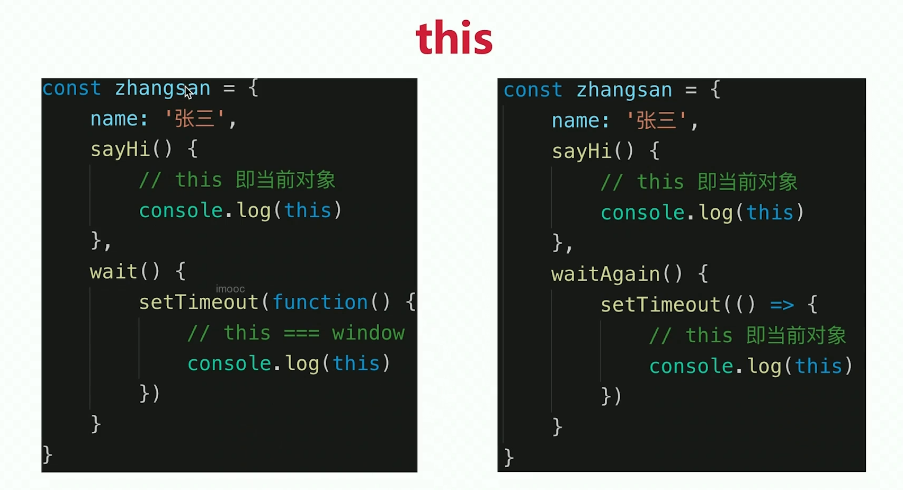 this
const zhangsan = {
    name: '张三',
    sayHi() {
        // this 即当前对象
        console.log(this)
    },
    wait() {
imooc
        setTimeout(function() {
            // this === window
            console.log(this)
        })
    }
}
const zhangsan = {
    name: '张三',
    sayHi() {
        // this 即当前对象
        console.log(this)
    },
    waitAgain() {
        setTimeout(() => {
            // this 即当前对象
            console.log(this)
        })
    }
}